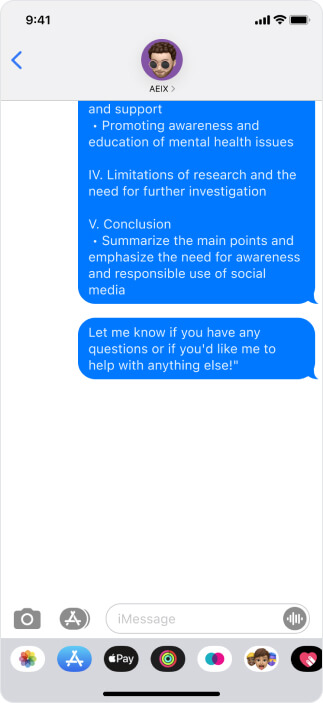 9:41
AEIX
and support
• Promoting awareness and
education of mental health issues
IV. Limitations of research and the
need for further investigation
V. Conclusion
• Summarize the main points and
emphasize the need for awareness
and responsible use of social
media
Let me know if you have any
questions or if you'd like me to
help with anything else!"
iMessage
Pay